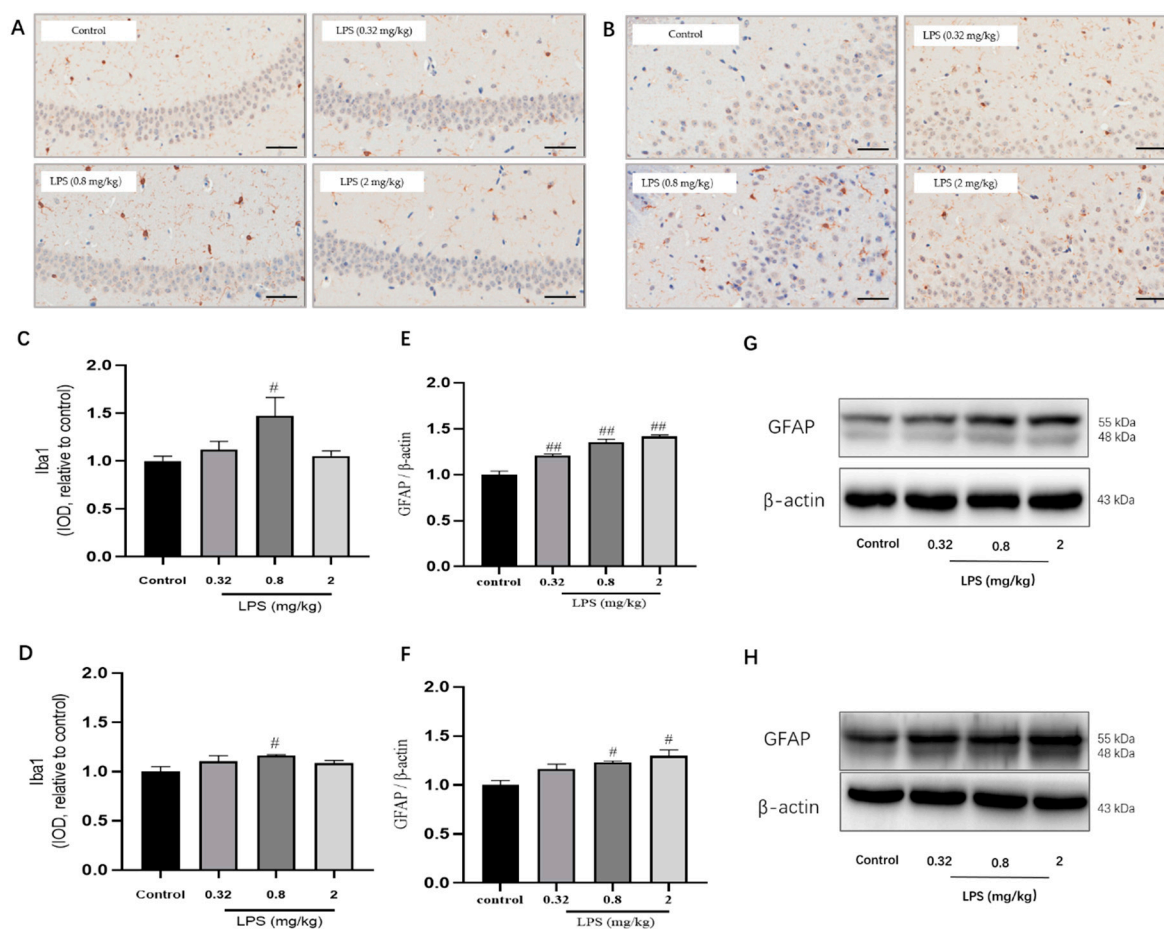 A
Control
LPS (0.32 mg/kg)
LPS (0.8 mg/kg)
LPS (2 mg/kg)
B
Control
LPS (0.32 mg/kg)
LPS (0.8 mg/kg)
LPS (2 mg/kg)
C
Iba1
(IOD, relative to control)
2.0
1.5
1.0
0.5
0.0
#
Control
0.32
0.8
2
LPS (mg/kg)
E
GFAP / β-actin
2.0
1.5
1.0
0.5
0.0
##
##
##
control
0.32
0.8
2
LPS (mg/kg)
G
GFAP
55 kDa
48 kDa
β-actin
43 kDa
Control
0.32
0.8
2
LPS (mg/kg)
D
Iba1
(IOD, relative to control)
2.0
1.5
1.0
0.5
0.0
#
Control
0.32
0.8
2
LPS (mg/kg)
F
GFAP / β-actin
2.0
1.5
1.0
0.5
0.0
#
#
control
0.32
0.8
2
LPS (mg/kg)
H
GFAP
55 kDa
48 kDa
β-actin
43 kDa
Control
0.32
0.8
2
LPS (mg/kg)